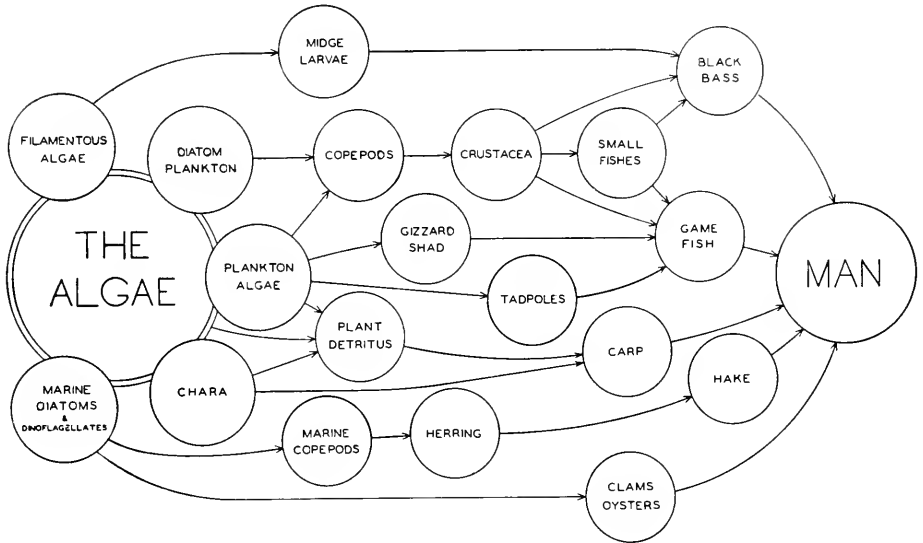 MIDGE
LARVAE
BLACK
BASS
FILAMENTOUS
ALGAE
DIATOM
PLANKTON
COPEPODS
CRUSTACEA
SMALL
FISHES
THE
ALGAE
PLANKTON
ALGAE
GIZZARD
SHAD
GAME
FISH
MAN
TADPOLES
PLANT
DETRITUS
CARP
CHARA
HAKE
MARINE
DIATOMS
&
DINOFLAGELLATES
MARINE
COPEPODS
HERRING
CLAMS
OYSTERS